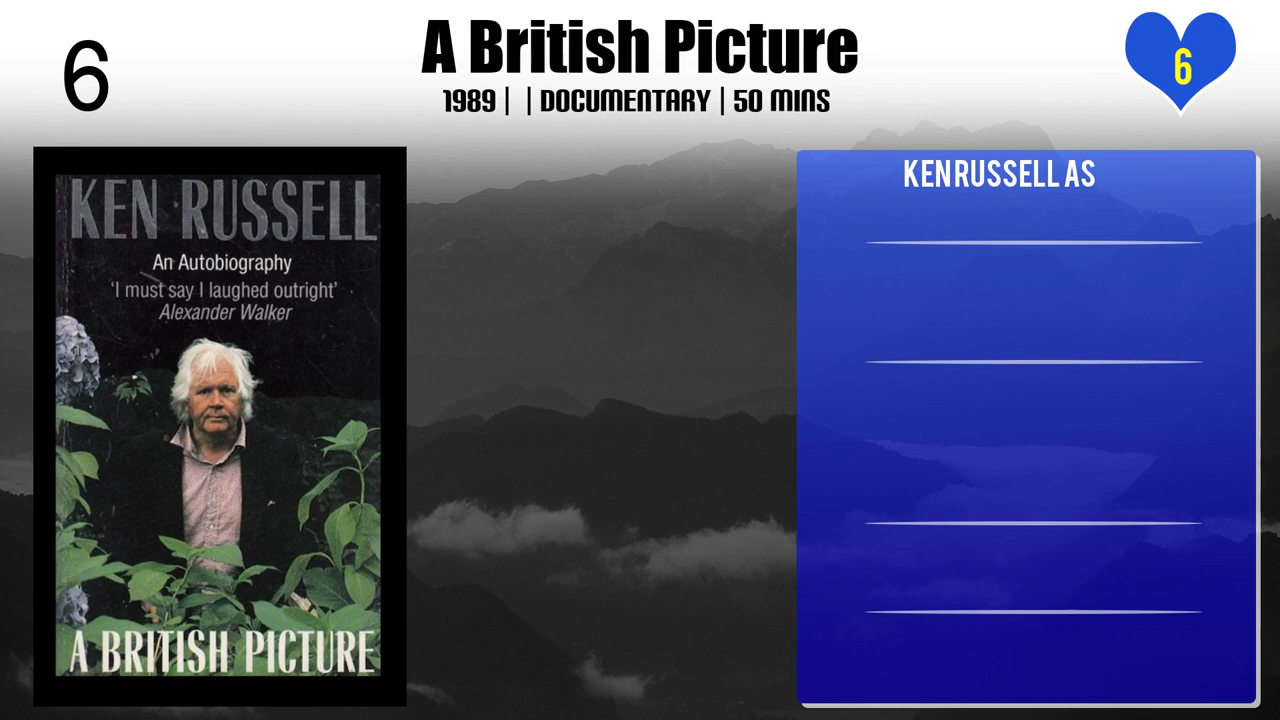 6
A British Picture
1989 | | DOCUMENTARY | 50 MINS
6
KEN RUSSELL
An Autobiography
'I must say I laughed outright'
Alexander Walker
A BRITISH PICTURE
KEN RUSSELL AS